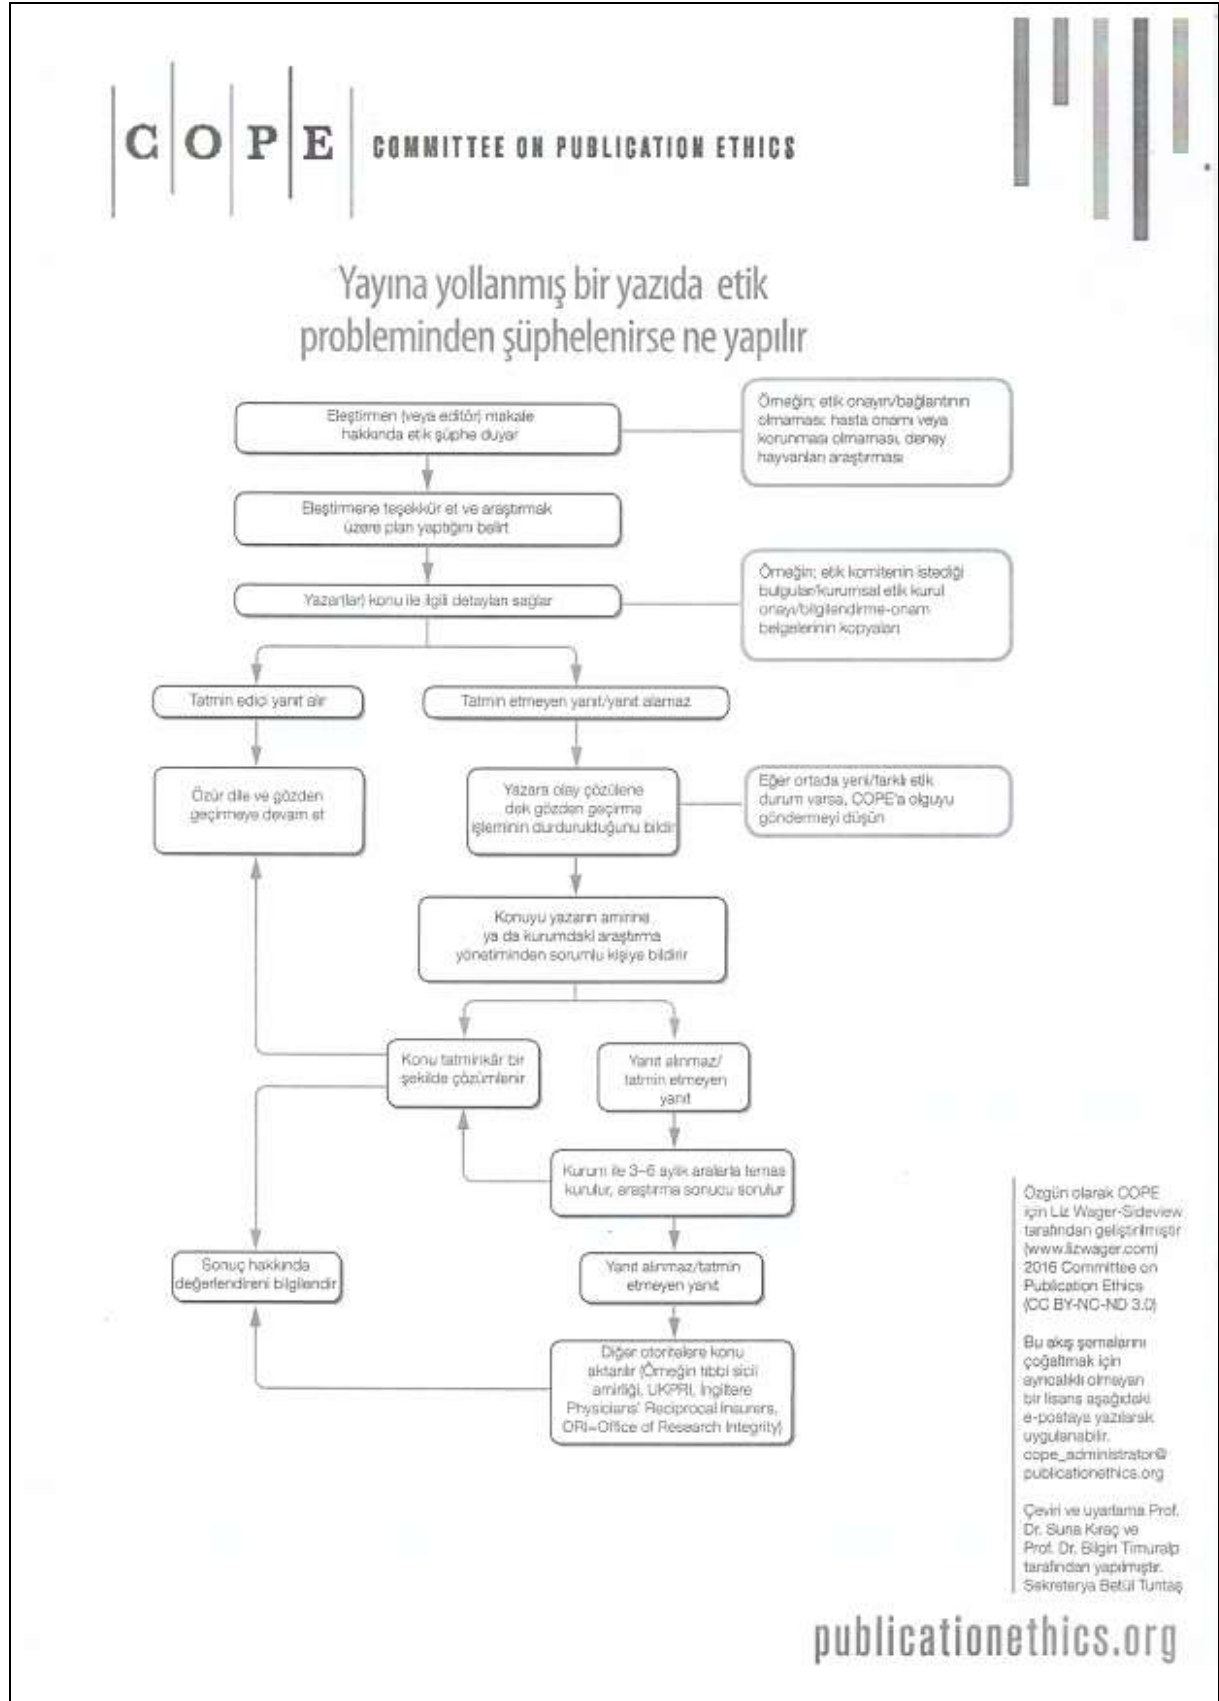 COPE COMMITTEE ON PUBLICATION ETHICS
Yayına yollanmış bir yazıda etik
probleminden şüphelenirse ne yapılır
Eleştirmen (veya editör) makale
hakkında etik şüphe duyar
Örneğin; etik onayın/bağlantının
olmaması; hasta onamı veya
korunması olmaması, deney
hayvanları araştırması
Eleştirmene teşekkür et ve araştırmak
üzere plan yaptığını belirt
Yazar(lar) konu ile ilgili detayları sağlar
Örneğin; etik komitenin istediği
bulgular/kurumsal etik kurul
onayı/bilgilendirme-onam
belgelerinin kopyaları
Tatmin edici yanıt alır
Tatmin etmeyen yanıt/yanıt alamaz
Özür dile ve gözden
geçirmeye devam et
Yazara olay çözülene
dek gözden geçirme
işleminin durdurulduğunu bildir
Eğer ortada yeni/farklı etik
durum varsa, COPE'a olguyu
göndermeyi düşün
Konuyu yazarın amirine
ya da kurumdaki araştırma
yönetiminden sorumlu kişiye bildirir
Konu tatminkâr bir
şekilde çözümlenir
Yanıt alınmaz/
tatmin etmeyen
yanıt
Kurum ile 3–6 aylık aralarla temas
kurulur, araştırma sonucu sorulur
Sonuç hakkında
değerlendireni bilgilendir
Yanıt alınmaz/tatmin
etmeyen yanıt
Diğer otoritelere konu
aktarılır (Örneğin tıbbi sicil
amirliği, UKPRI, İngiltere
Physicians' Reciprocal Insurers,
ORI=Office of Research Integrity)
Özgün olarak COPE
için Liz Wager-Sideview
tarafından geliştirilmiştir
(www.lizwager.com)
2016 Committee on
Publication Ethics
(CC BY-NC-ND 3.0)
Bu akış şemalarını
çoğaltmak için
ayrıcalıklı olmayan
bir lisans aşağıdaki
e-postaya yazılarak
uygulanabilir.
cope_administrator@
publicationethics.org
Çeviri ve uyarlama Prof.
Dr. Suna Kıraç ve
Prof. Dr. Bilgin Timuralp
tarafından yapılmıştır.
Sekreterya Betül Tuntaş
publicationethics.org